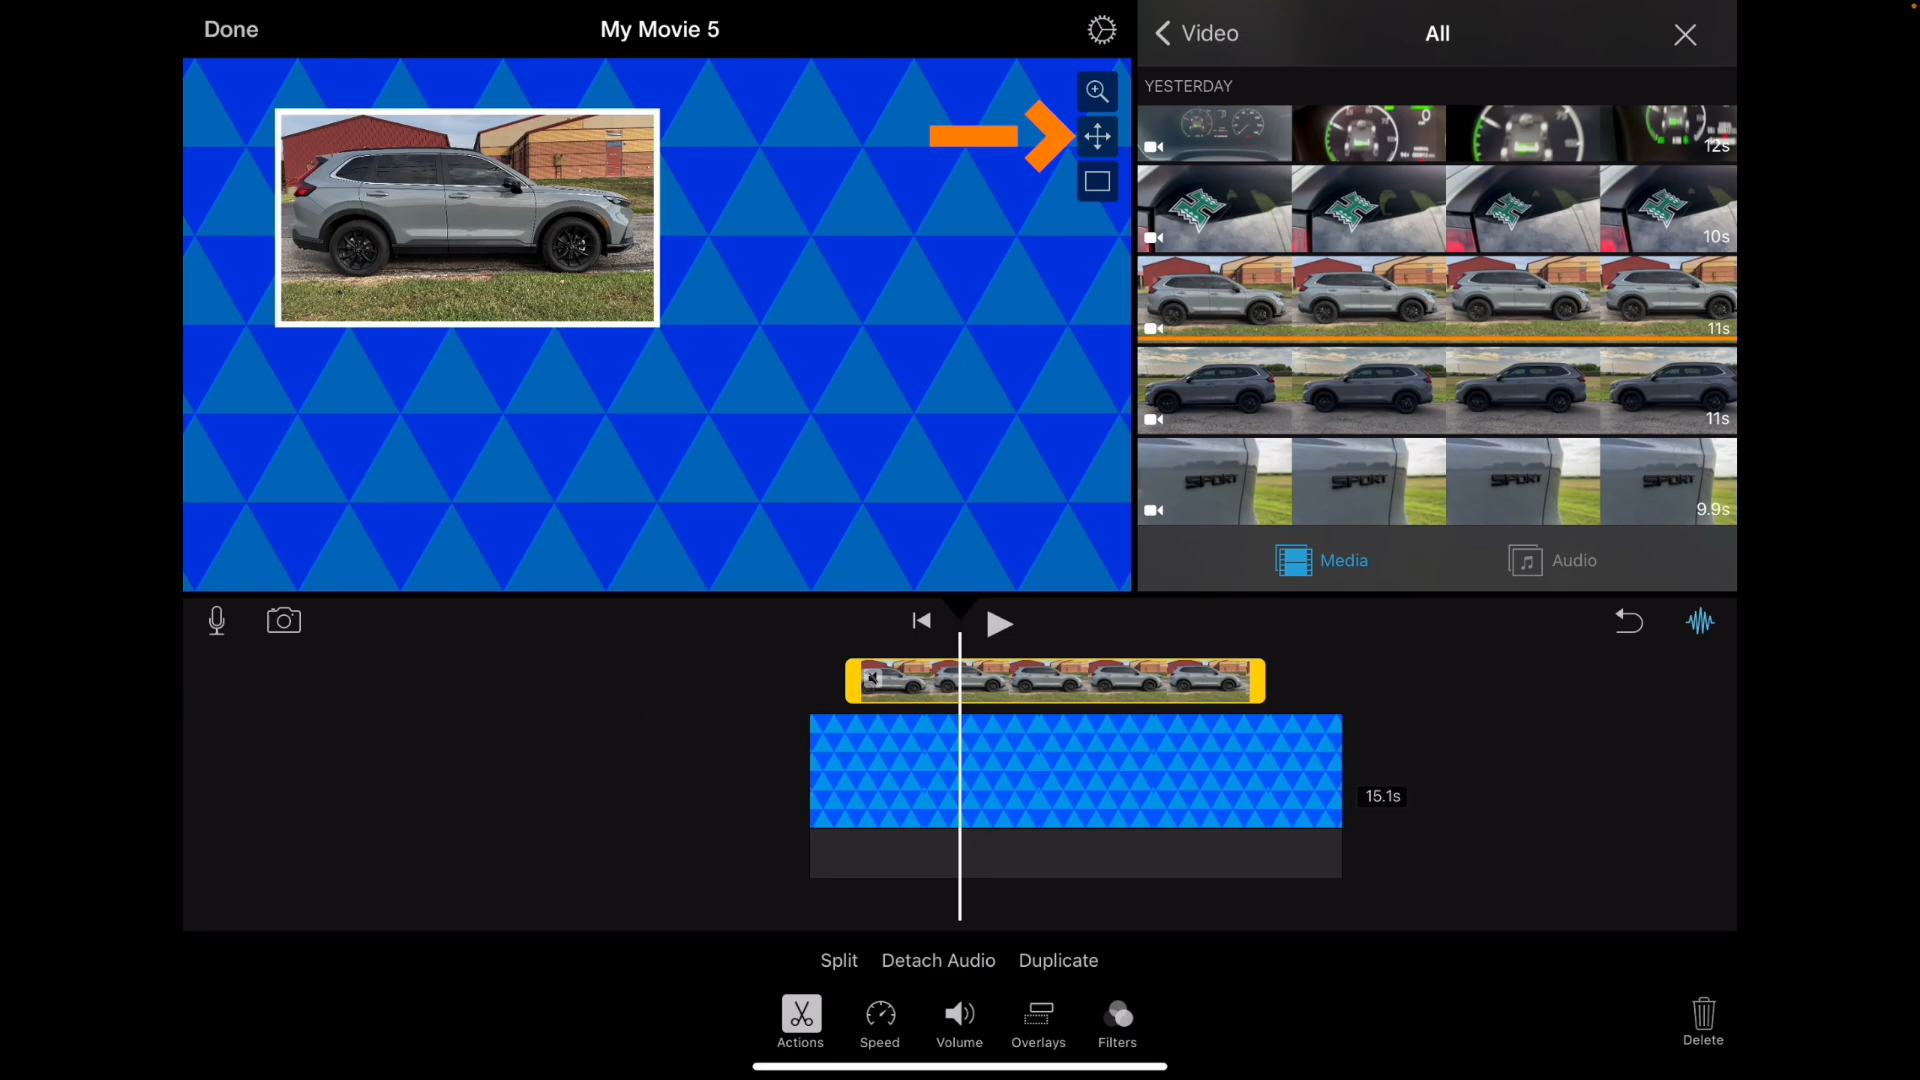 Done
My Movie 5
Video
All
YESTERDAY
0
12s
10s
11s
11s
SPORT
SPORT
SPORT
SPORT
9.9s
Media
Audio
15.1s
Split
Detach Audio
Duplicate
Actions
Speed
Volume
Overlays
Filters
Delete